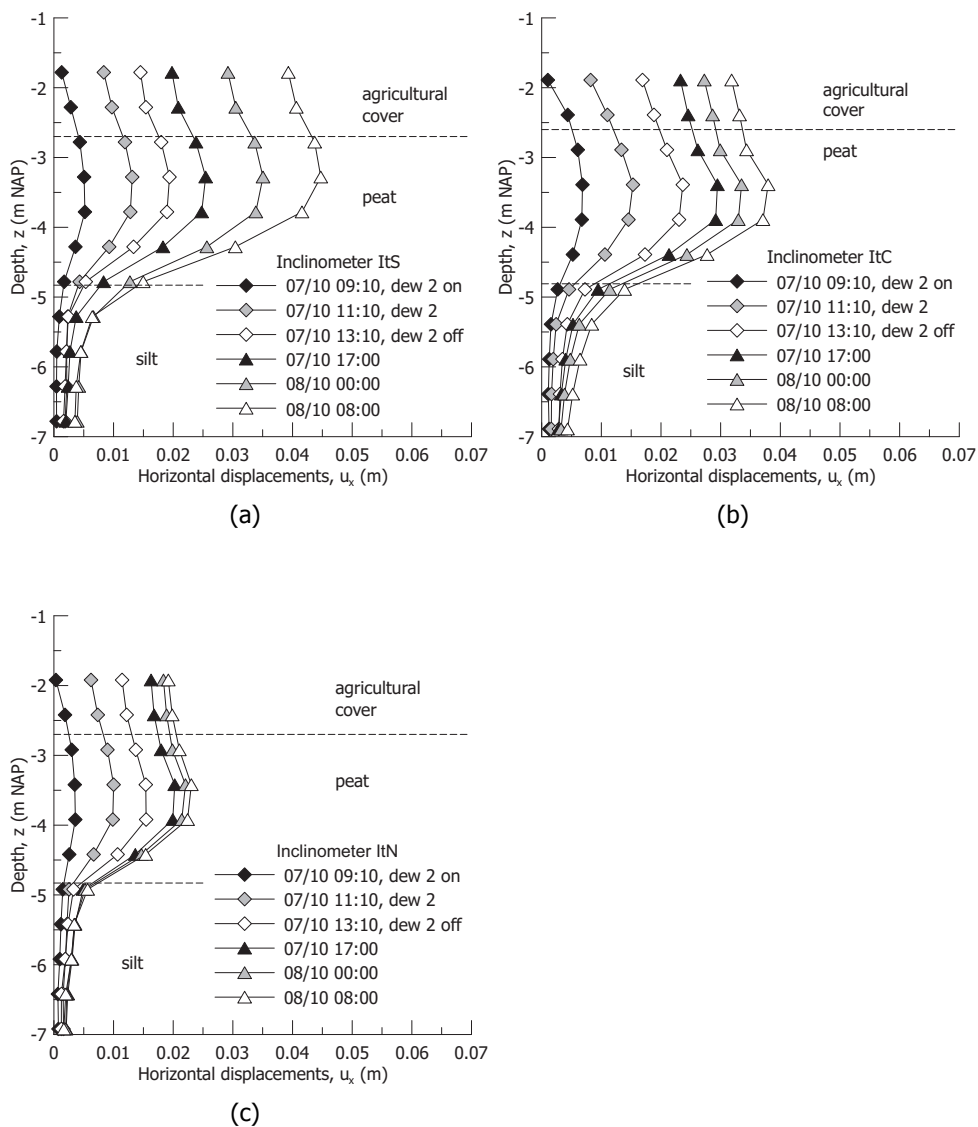 -1
-2
-3
-4
-5
-6
-7
Depth, z (m NAP)
agricultural
cover
peat
silt
Inclinometer ItS
07/10 09:10, dew 2 on
07/10 11:10, dew 2
07/10 13:10, dew 2 off
07/10 17:00
08/10 00:00
08/10 08:00
0 0.01 0.02 0.03 0.04 0.05 0.06 0.07
Horizontal displacements, uₓ (m)
(a)
-1
-2
-3
-4
-5
-6
-7
Depth, z (m NAP)
agricultural
cover
peat
silt
Inclinometer ItC
07/10 09:10, dew 2 on
07/10 11:10, dew 2
07/10 13:10, dew 2 off
07/10 17:00
08/10 00:00
08/10 08:00
0 0.01 0.02 0.03 0.04 0.05 0.06 0.07
Horizontal displacements, uₓ (m)
(b)
-1
-2
-3
-4
-5
-6
-7
Depth, z (m NAP)
agricultural
cover
peat
silt
Inclinometer ItN
07/10 09:10, dew 2 on
07/10 11:10, dew 2
07/10 13:10, dew 2 off
07/10 17:00
08/10 00:00
08/10 08:00
0 0.01 0.02 0.03 0.04 0.05 0.06 0.07
Horizontal displacements, uₓ (m)
(c)